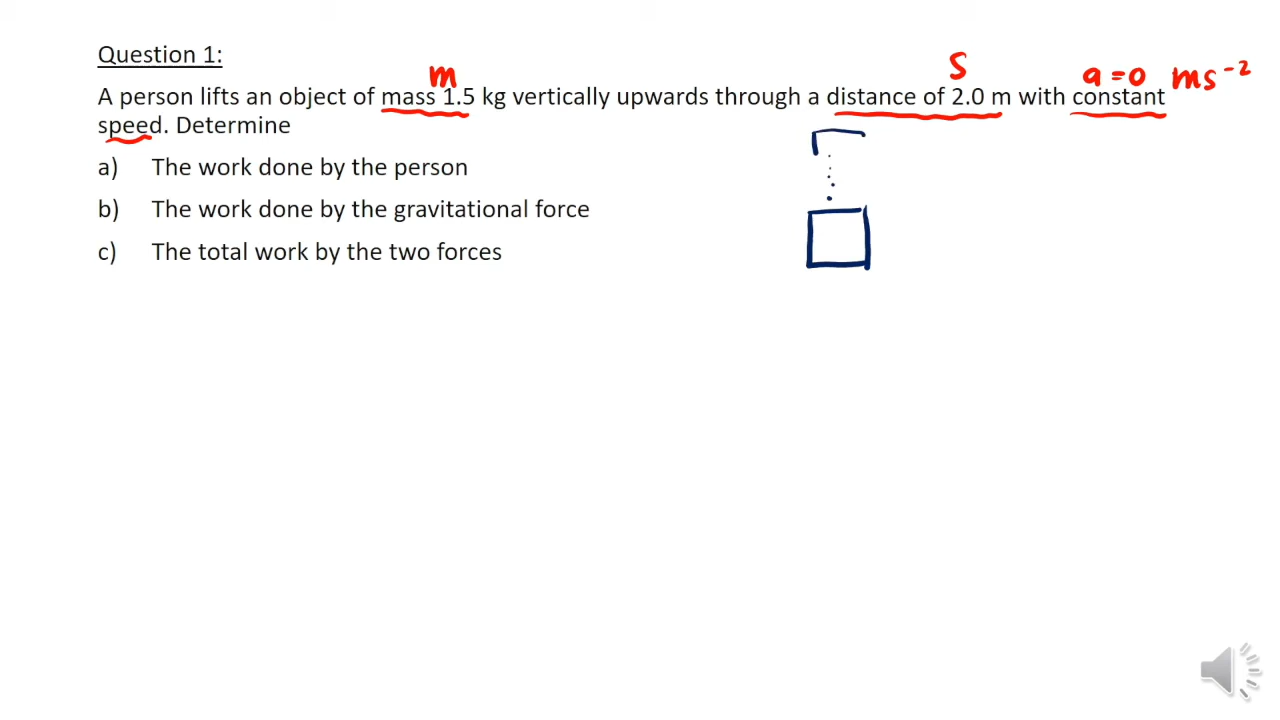 Question 1:
m
S
a = 0 ms⁻²
A person lifts an object of mass 1.5 kg vertically upwards through a distance of 2.0 m with constant
speed. Determine
a) The work done by the person
b) The work done by the gravitational force
c) The total work by the two forces